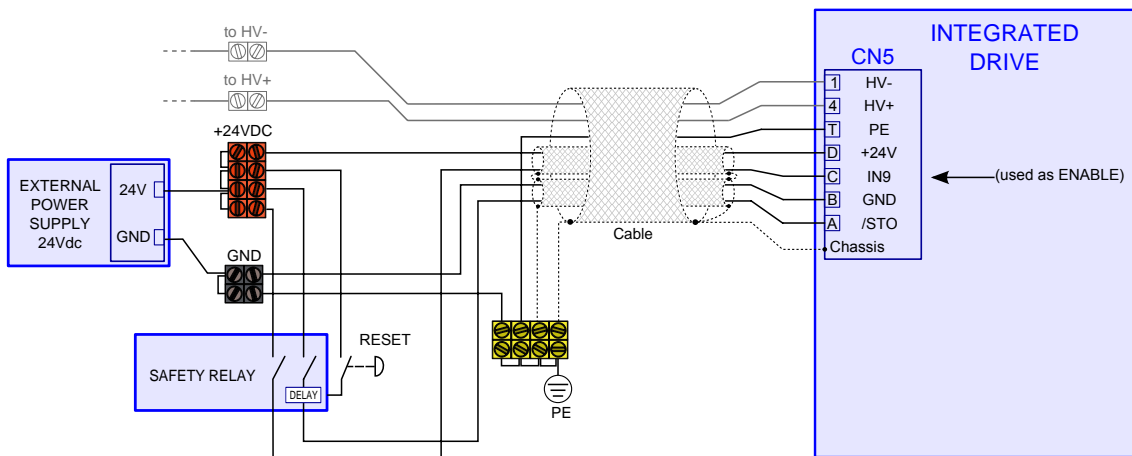 to HV-
to HV+
+24VDC
EXTERNAL
POWER
SUPPLY
24Vdc
24V
GND
GND
SAFETY RELAY
DELAY
RESET
PE
Cable
INTEGRATED
DRIVE
CN5
1 HV-
4 HV+
T PE
D +24V
C IN9
B GND
A /STO
Chassis
(used as ENABLE)